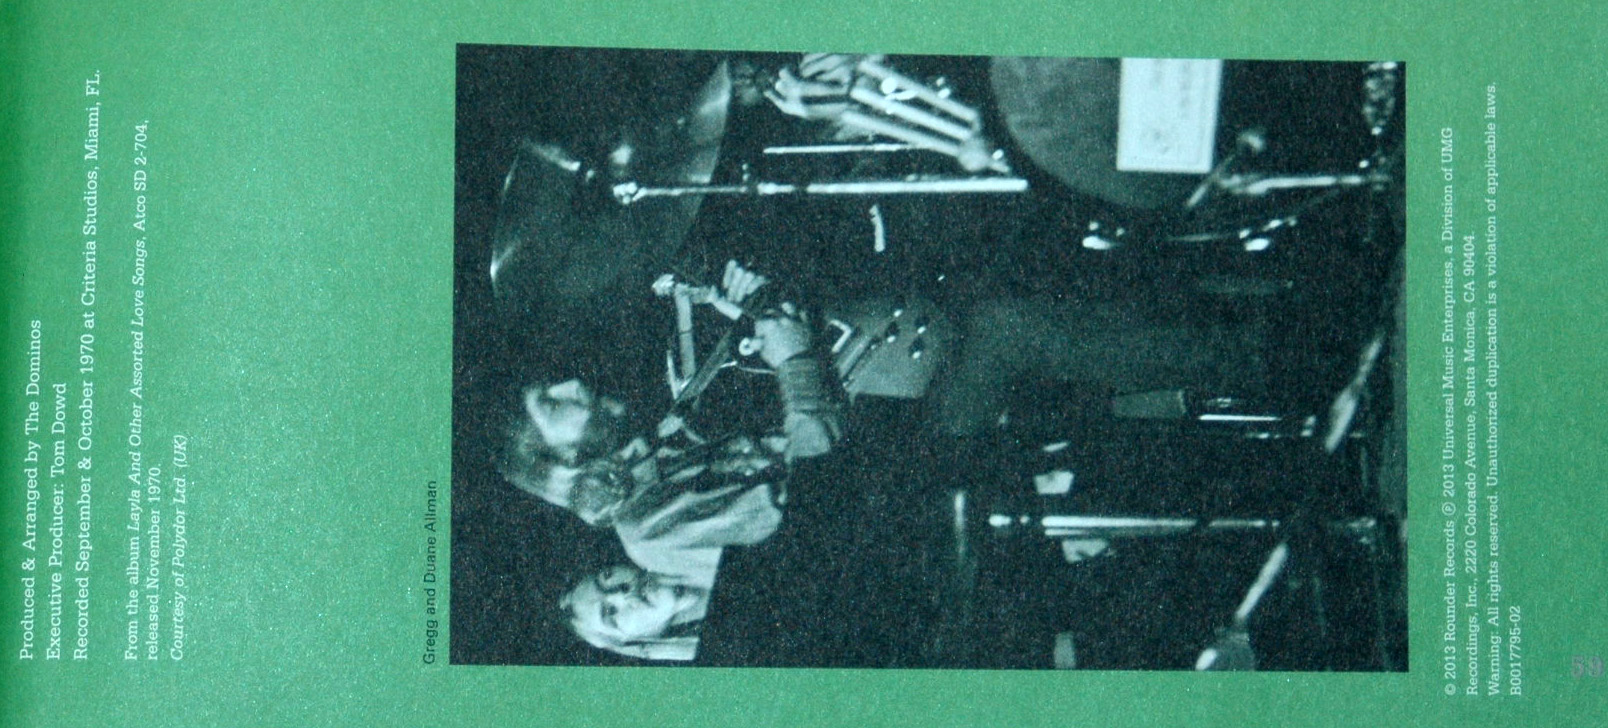 Produced & Arranged by The Dominos
Executive Producer: Tom Dowd
Recorded September & October 1970 at Criteria Studios, Miami, FL.
From the album Layla And Other Assorted Love Songs, Atco SD 2-704,
released November 1970.
Courtesy of Polydor Ltd. (UK)
Gregg and Duane Allman
© 2013 Rounder Records ℗ 2013 Universal Music Enterprises, a Division of UMG
Recordings, Inc., 2220 Colorado Avenue, Santa Monica, CA 90404.
Warning: All rights reserved. Unauthorized duplication is a violation of applicable laws.
B0017795-02